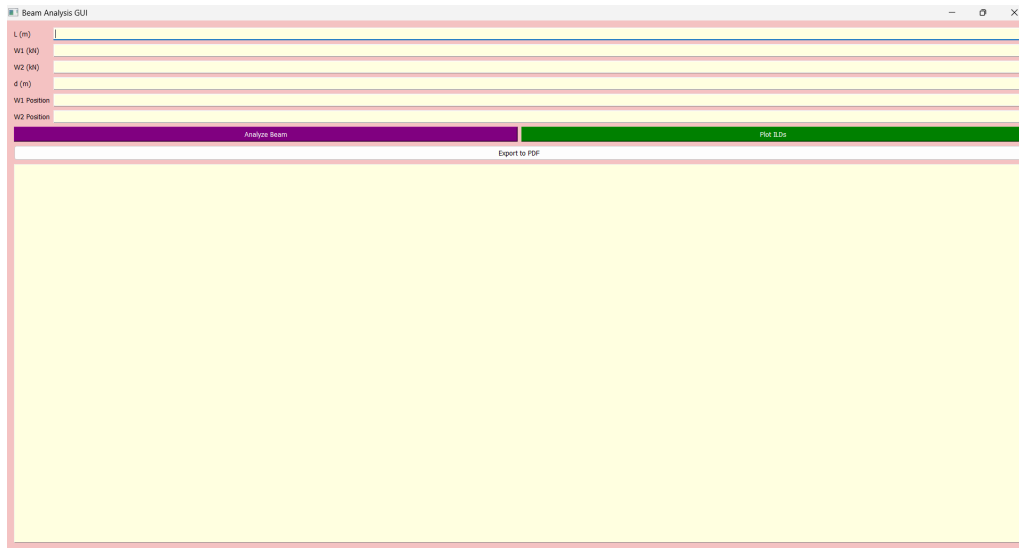 Beam Analysis GUI
L (m)
W1 (kN)
W2 (kN)
d (m)
W1 Position
W2 Position
Analyze Beam Plot ILDs
Export to PDF